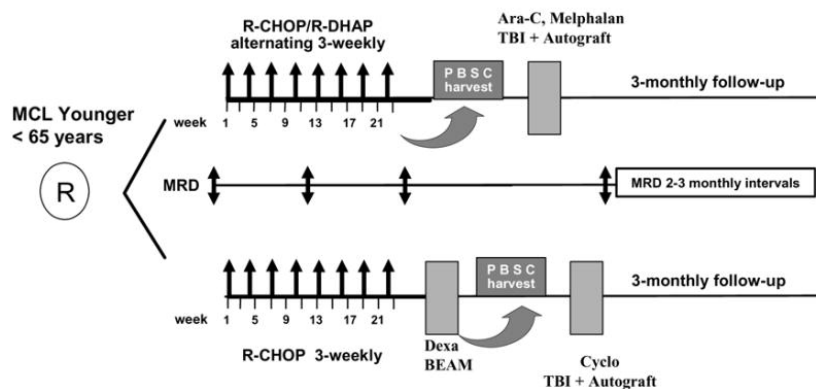 R-CHOP/R-DHAP
alternating 3-weekly
Ara-C, Melphalan
TBI + Autograft
P B S C
harvest
3-monthly follow-up
MCL Younger
< 65 years
week
1 5 9 13 17 21
R
MRD
MRD 2-3 monthly intervals
P B S C
harvest
3-monthly follow-up
week
1 5 9 13 17 21
R-CHOP 3-weekly
Dexa
BEAM
Cyclo
TBI + Autograft